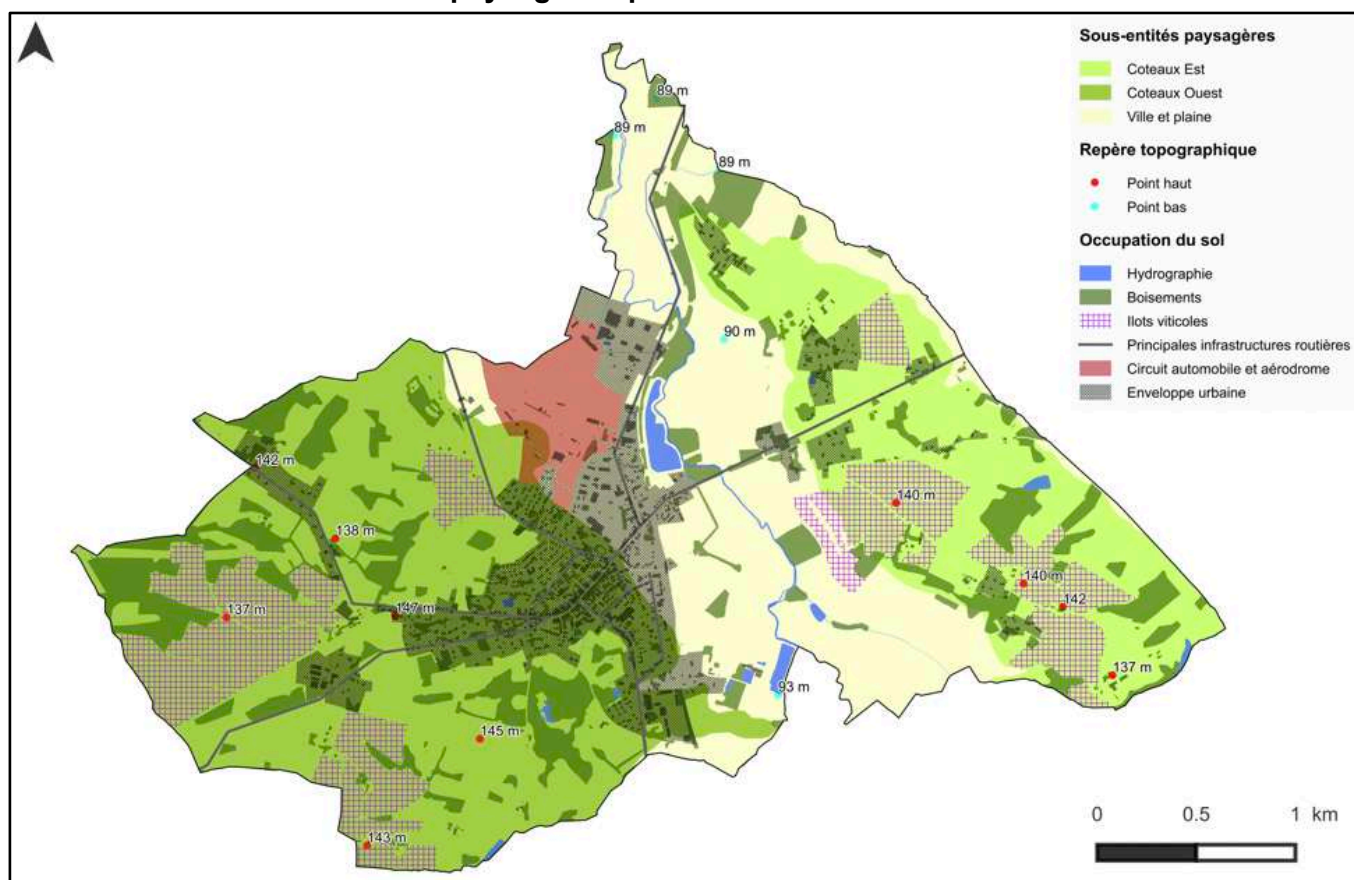 Sous-entités paysagères
Coteaux Est
Coteaux Ouest
Ville et plaine
Repère topographique
Point haut
Point bas
Occupation du sol
Hydrographie
Boisements
Ilots viticoles
Principales infrastructures routières
Circuit automobile et aérodrome
Enveloppe urbaine
89 m
89 m
89 m
90 m
142 m
140 m
138 m
140 m
142
137 m
147 m
137 m
93 m
145 m
143 m
0 0.5 1 km